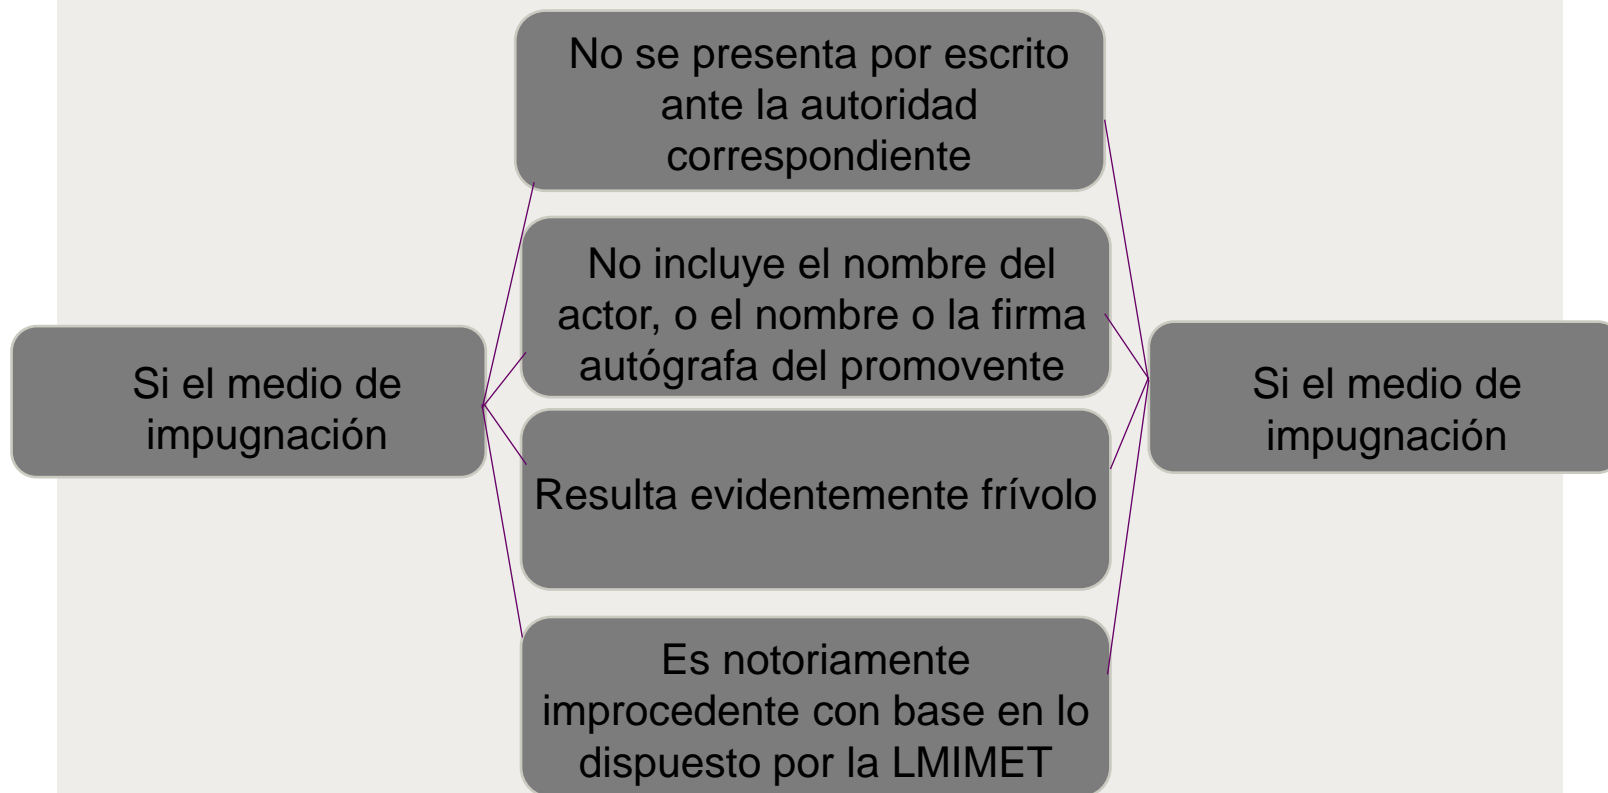 Si el medio de
impugnación
No se presenta por escrito
ante la autoridad
correspondiente
No incluye el nombre del
actor, o el nombre o la firma
autógrafa del promovente
Resulta evidentemente frívolo
Es notoriamente
improcedente con base en lo
dispuesto por la LMIMET
Si el medio de
impugnación